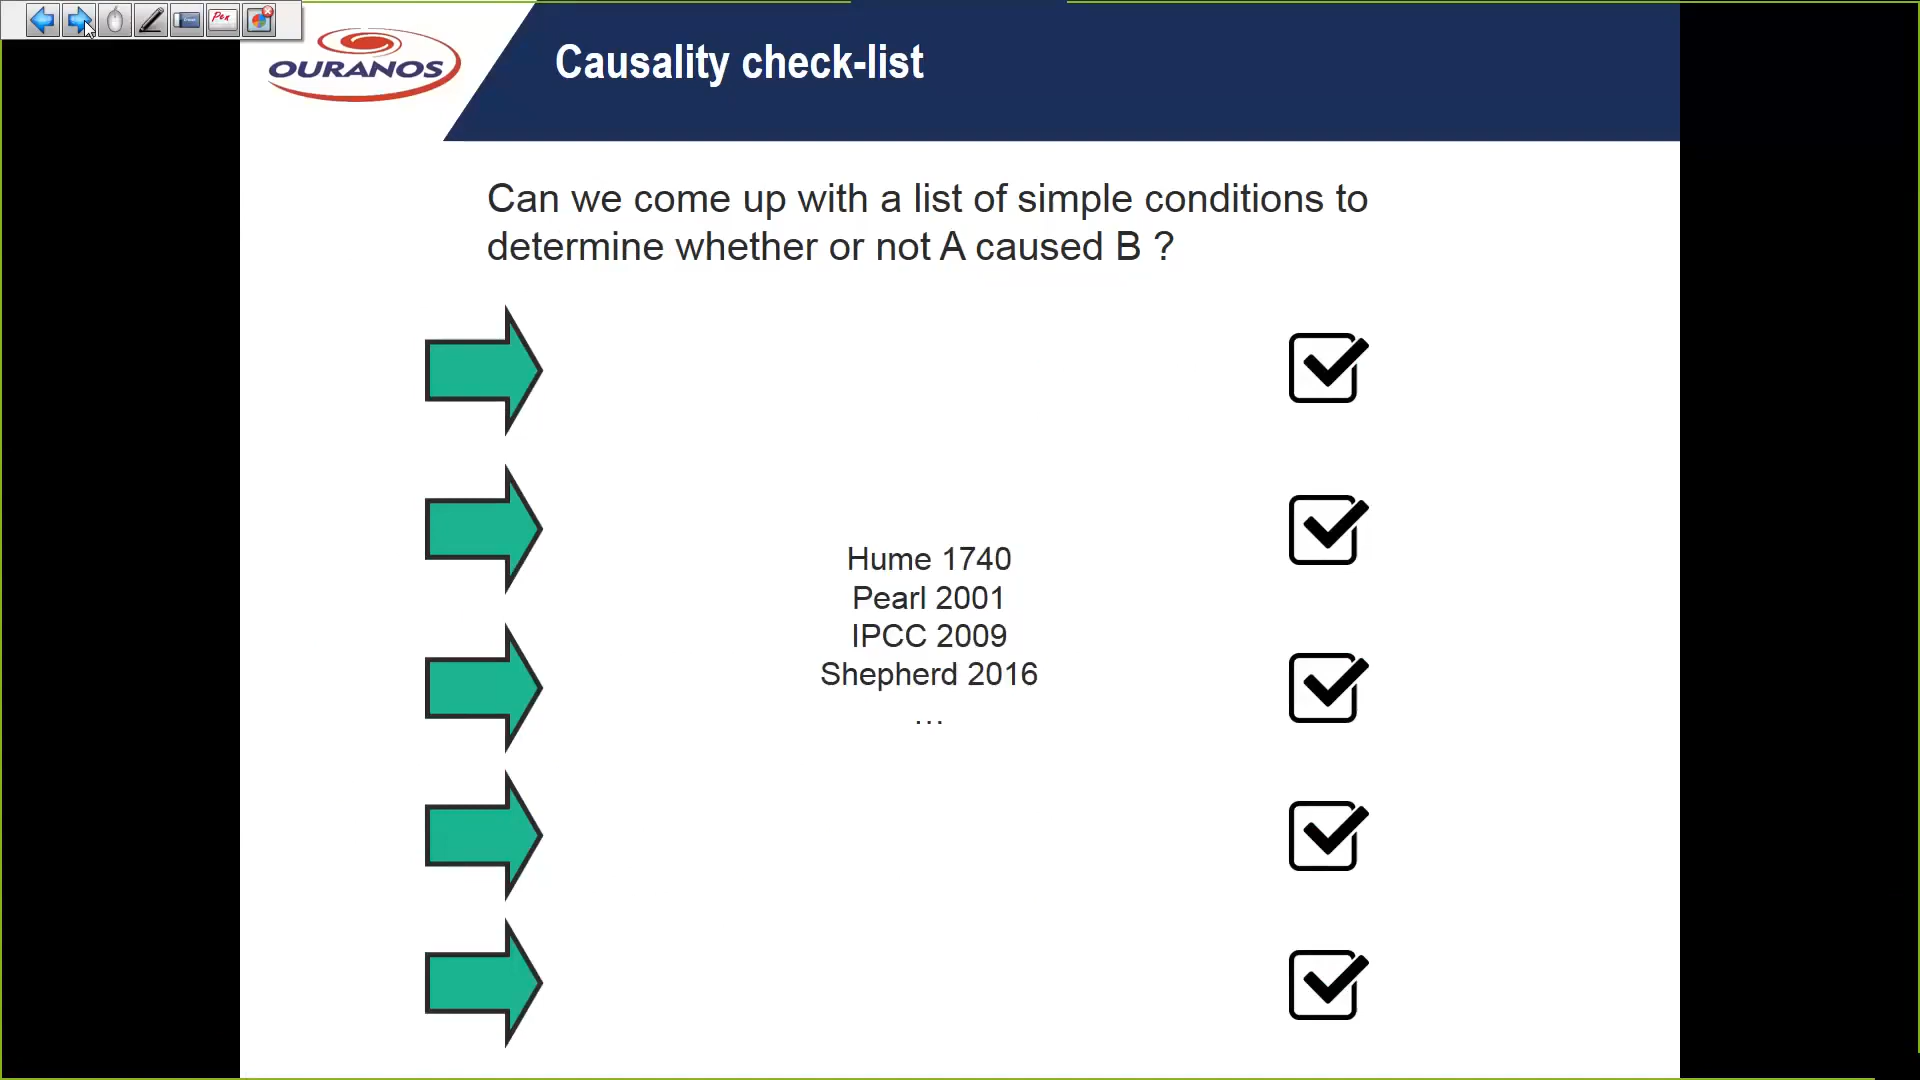 Pen
OURANOS
Causality check-list
Can we come up with a list of simple conditions to
determine whether or not A caused B ?
Hume 1740
Pearl 2001
IPCC 2009
Shepherd 2016
…